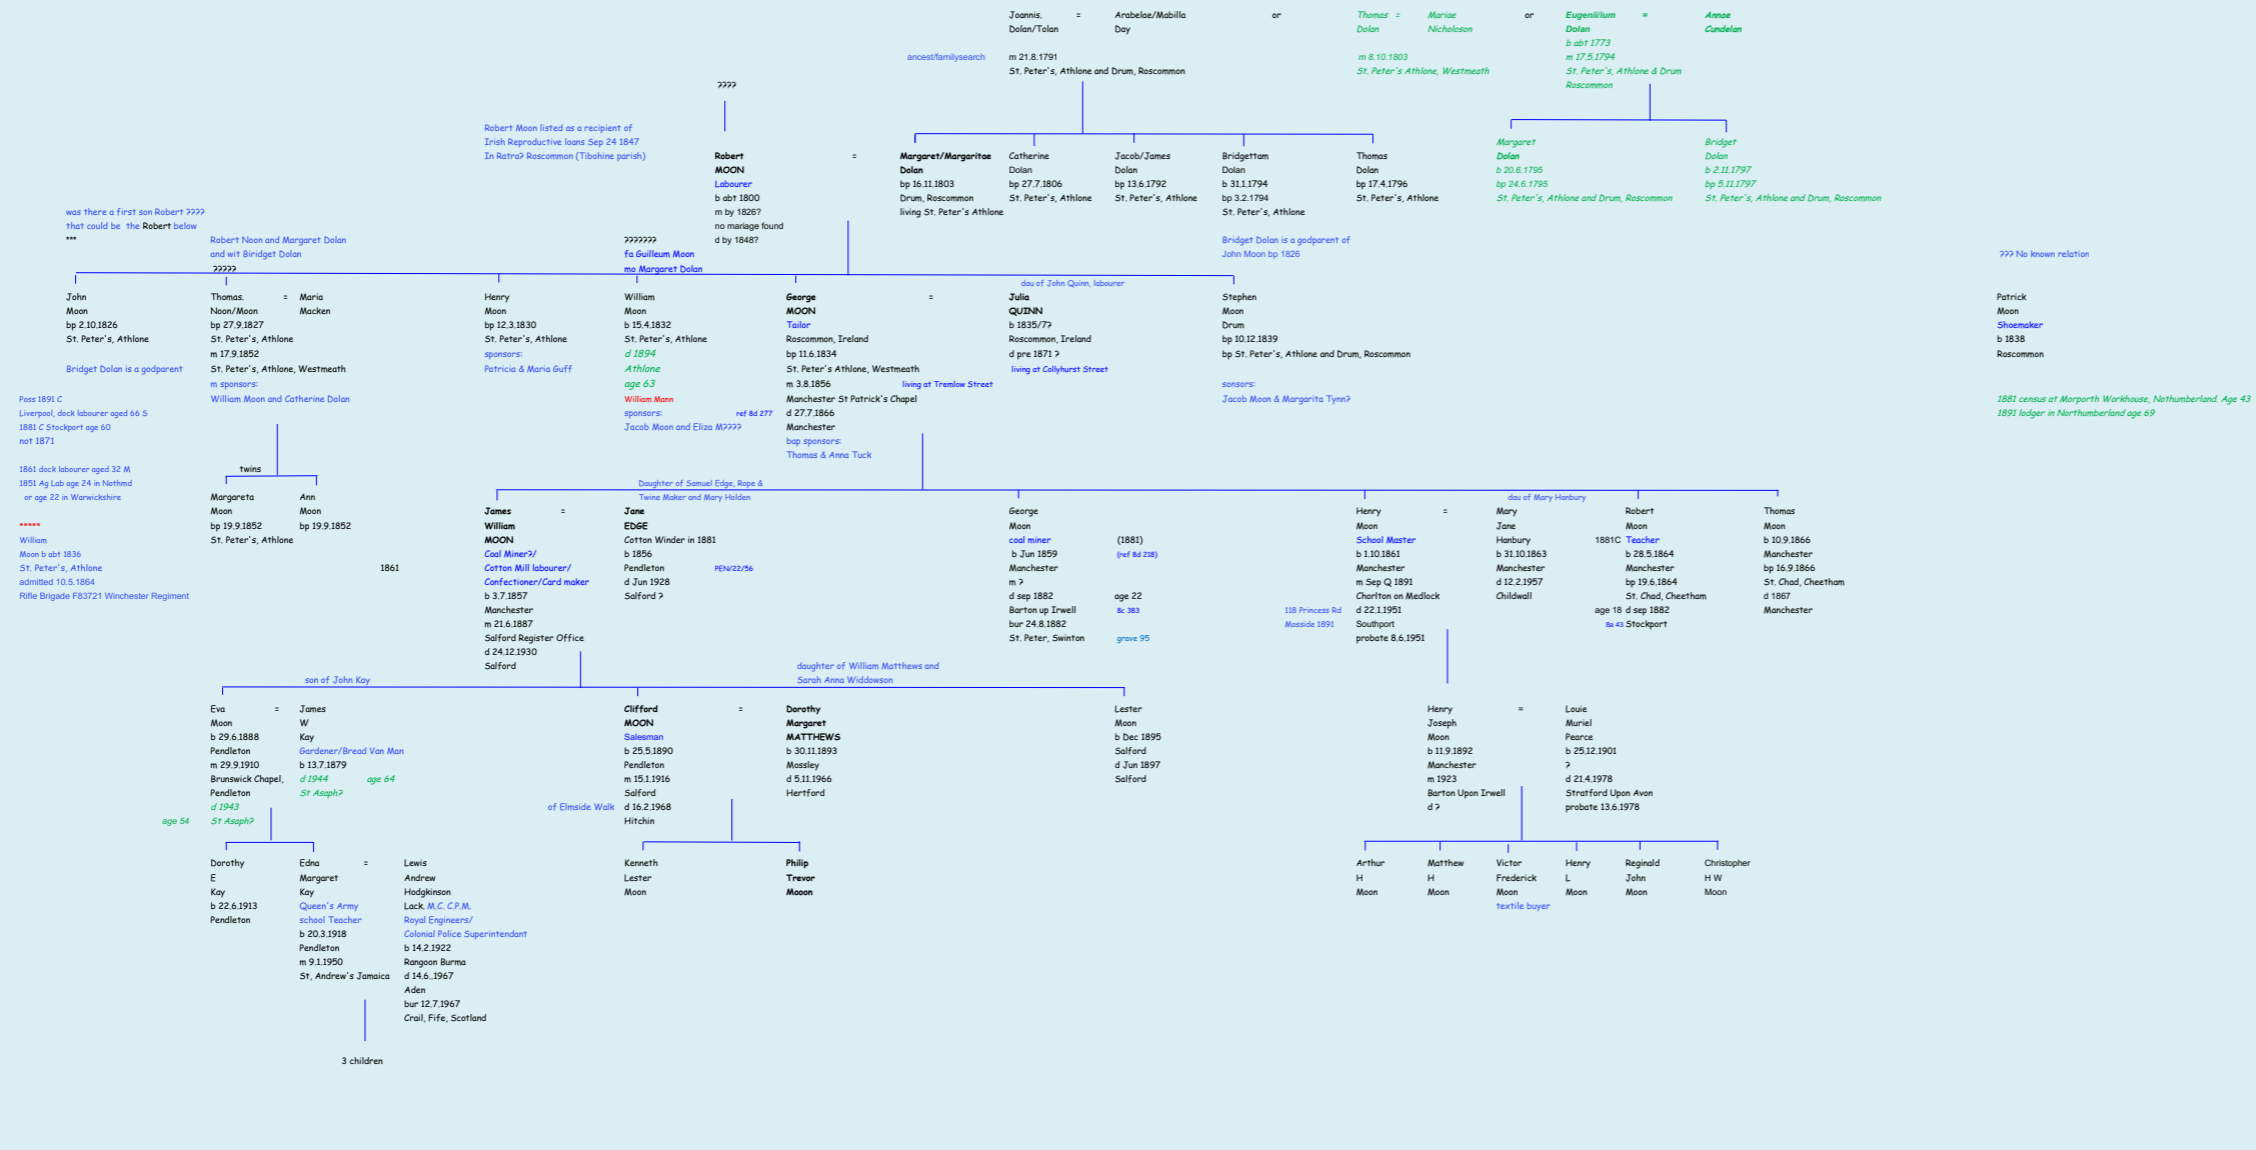 Joannis. = Arabelae/Mabilla or Thomas = Mariae or Eugenii/ium = Annae
Dolan/Tolan Day Dolan Nicholoson Dolan Cundelan
b abt 1773
ancest/familysearch m 21.8.1791 m 8.10.1803 m 17.5.1794
St. Peter's, Athlone and Drum, Roscommon St. Peter's Athlone, Westmeath St. Peter's, Athlone & Drum
???? Roscommon
Robert Moon listed as a recipient of
Irish Reproductive loans Sep 24 1847
In Ratra? Roscommon (Tibohine parish)
Margaret Bridget
Dolan Dolan
b 20.6.1795 b 2.11.1797
bp 24.6.1795 bp 5.11.1797
St. Peter's, Athlone and Drum, Roscommon St. Peter's, Athlone and Drum, Roscommon
Robert = Margaret/Margaritae Catherine Jacob/James Bridgettam Thomas
MOON Dolan Dolan Dolan Dolan Dolan
Labourer bp 16.11.1803 bp 27.7.1806 bp 13.6.1792 b 31.1.1794 bp 17.4.1796
b abt 1800 Drum, Roscommon St. Peter's, Athlone St. Peter's, Athlone bp 3.2.1794 St. Peter's, Athlone
m by 1826? living St. Peter's Athlone St. Peter's, Athlone
no mariage found
d by 1848?
was there a first son Robert ????
that could be the Robert below
***
Robert Noon and Margaret Dolan
and wit Biridget Dolan
?????
???????
fa Guilleum Moon
mo Margaret Dolan
Bridget Dolan is a godparent of
John Moon bp 1826
??? No known relation
dau of John Quinn, labourer
John Thomas. = Maria Henry William George = Julia Stephen Patrick
Moon Noon/Moon Macken Moon Moon MOON QUINN Moon Moon
bp 2.10.1826 bp 27.9.1827 bp 12.3.1830 b 15.4.1832 Tailor b 1835/7? Drum Shoemaker
St. Peter's, Athlone St. Peter's, Athlone St. Peter's, Athlone St. Peter's, Athlone Roscommon, Ireland Roscommon, Ireland bp 10.12.1839 b 1838
m 17.9.1852 sponsors: d 1894 bp 11.6.1834 d pre 1871 ? bp St. Peter's, Athlone and Drum, Roscommon Roscommon
Bridget Dolan is a godparent St. Peter's, Athlone, Westmeath Patricia & Maria Guff Athlone St. Peter's Athlone, Westmeath living at Collyhurst Street
m sponsors: age 63 m 3.8.1856 living at Tremlow Street sonsors:
Poss 1891 C William Moon and Catherine Dolan William Mann Manchester St Patrick's Chapel Jacob Moon & Margarita Tynn? 1881 census at Morporth Workhouse, Nothumberland. Age 43
Liverpool, dock labourer aged 66 S sponsors: ref 8d 277 d 27.7.1866 1891 lodger in Northumberland age 69
1881 C Stockport age 60 Jacob Moon and Eliza M???? Manchester
not 1871 bap sponsors:
Thomas & Anna Tuck
1861 dock labourer aged 32 M twins
1851 Ag Lab age 24 in Nothmd
or age 22 in Warwickshire
Margareta Ann
Moon Moon
bp 19.9.1852 bp 19.9.1852
St. Peter's, Athlone
*****
William
Moon b abt 1836
St. Peter's, Athlone 1861
admitted 10.5.1864
Rifle Brigade F83721 Winchester Regiment
Daughter of Samuel Edge, Rope &
Twine Maker and Mary Holden
dau of Mary Hanbury
James = Jane George Henry = Mary Robert Thomas
William EDGE Moon Moon Jane Moon Moon
MOON Cotton Winder in 1881 coal miner (1881) School Master Hanbury 1881C Teacher b 10.9.1866
Coal Miner?/ b 1856 b Jun 1859 (ref 8d 218) b 1.10.1861 b 31.10.1863 b 28.5.1864 Manchester
Cotton Mill labourer/ Pendleton PEN/22/56 Manchester Manchester Manchester Manchester bp 16.9.1866
Confectioner/Card maker d Jun 1928 m ? m Sep Q 1891 d 12.2.1957 bp 19.6.1864 St. Chad, Cheetham
b 3.7.1857 Salford ? d sep 1882 age 22 Chorlton on Medlock Childwall St. Chad, Cheetham d 1867
Manchester Barton up Irwell 8c 383 118 Princess Rd d 22.1.1951 age 18 d sep 1882 Manchester
m 21.6.1887 bur 24.8.1882 Mosside 1891 Southport 8a 43 Stockport
Salford Register Office St. Peter, Swinton grave 95 probate 8.6.1951
d 24.12.1930
Salford
son of John Kay
daughter of William Matthews and
Sarah Anna Widdowson
Eva = James Clifford = Dorothy Lester Henry = Louie
Moon W MOON Margaret Moon Joseph Muriel
b 29.6.1888 Kay Salesman MATTHEWS b Dec 1895 Moon Pearce
Pendleton Gardener/Bread Van Man b 25.5.1890 b 30.11.1893 Salford b 11.9.1892 b 25.12.1901
m 29.9.1910 b 13.7.1879 Pendleton Mossley d Jun 1897 Manchester ?
Brunswick Chapel, d 1944 age 64 m 15.1.1916 d 5.11.1966 Salford m 1923 d 21.4.1978
Pendleton St Asaph? Salford Hertford Barton Upon Irwell Stratford Upon Avon
d 1943 of Elmside Walk d 16.2.1968 d ? probate 13.6.1978
age 54 St Asaph? Hitchin
Dorothy Edna = Lewis Kenneth Philip Arthur Matthew Victor Henry Reginald Christopher
E Margaret Andrew Lester Trevor H H Frederick L John H W
Kay Kay Hodgkinson Moon Mooon Moon Moon Moon Moon Moon Moon
b 22.6.1913 Queen's Army Lack. M.C. C.P.M. textile buyer
Pendleton school Teacher Royal Engineers/
b 20.3.1918 Colonial Police Superintendant
Pendleton b 14.2.1922
m 9.1.1950 Rangoon Burma
St, Andrew's Jamaica d 14.6..1967
Aden
bur 12.7.1967
Crail, Fife, Scotland
3 children